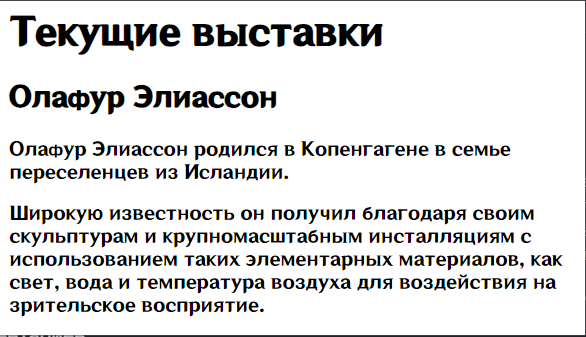 Текущие выставки
Олафур Элиассон
Олафур Элиассон родился в Копенгагене в семье
переселенцев из Исландии.
Широкую известность он получил благодаря своим
скульптурам и крупномасштабным инсталляциям с
использованием таких элементарных материалов, как
свет, вода и температура воздуха для воздействия на
зрительское восприятие.